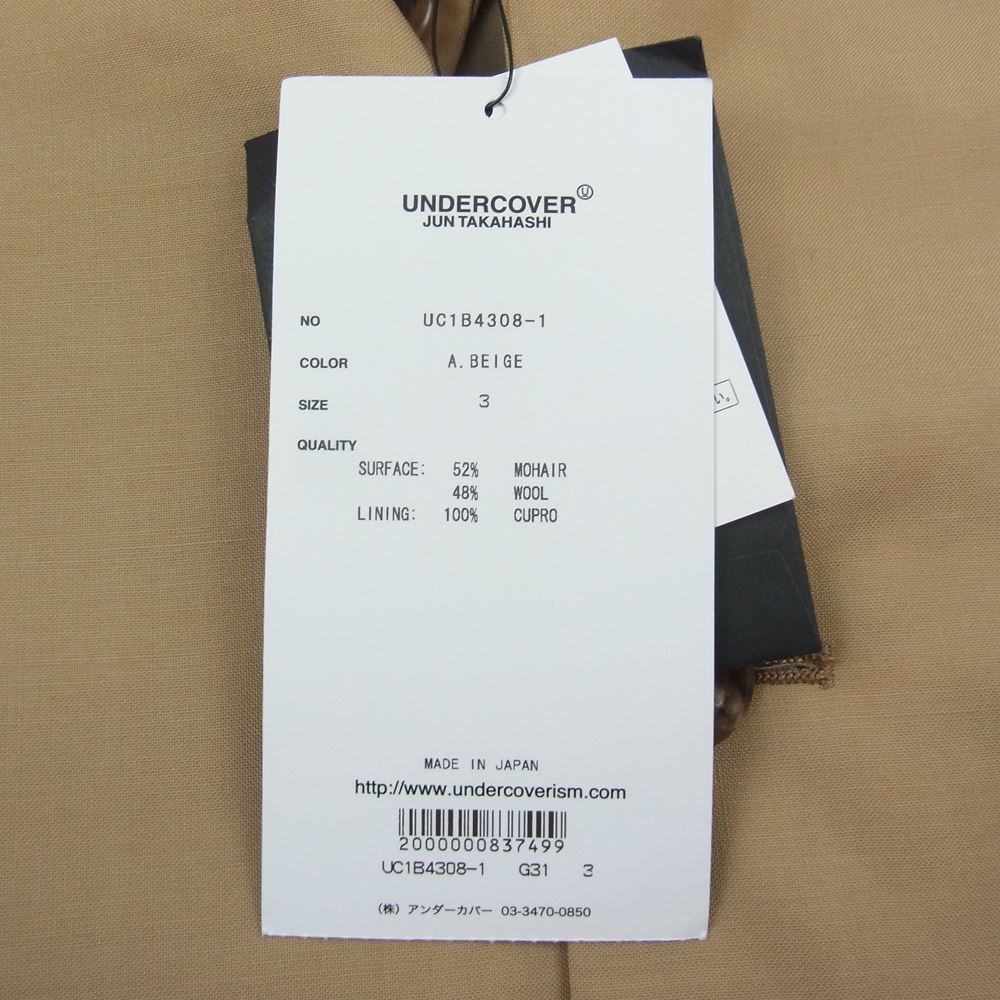 UNDERCOVER Ⓤ
JUN TAKAHASHI
NO UC1B4308-1
COLOR A.BEIGE
SIZE 3
QUALITY
SURFACE: 52% MOHAIR
48% WOOL
LINING: 100% CUPRO
い。
MADE IN JAPAN
http://www.undercoverism.com
2000000837499
UC1B4308-1 G31 3
(株) アンダーカバー 03-3470-0850